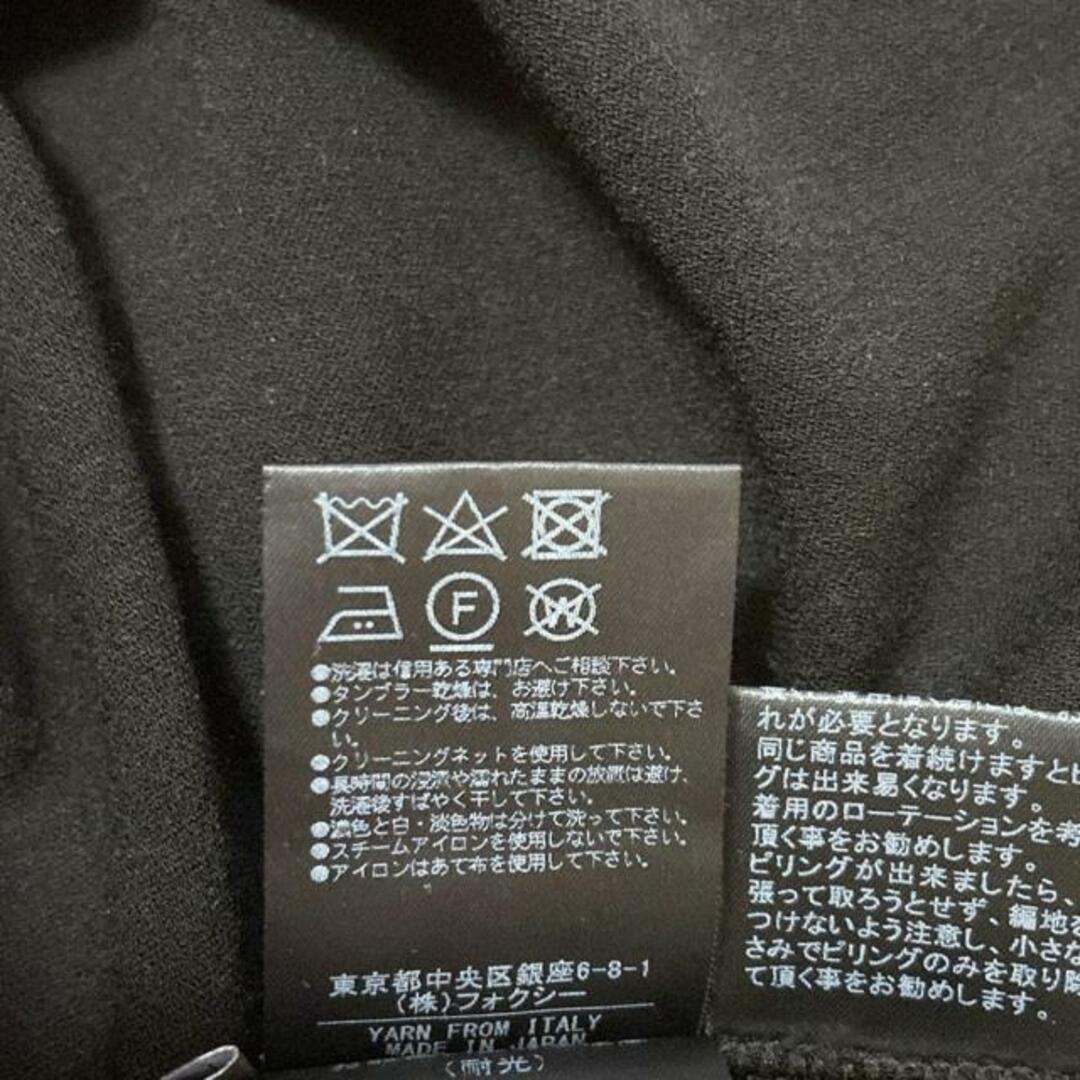 F
W
●洗濯は信用ある専門店へご相談下さい。
●タンブラー乾燥は、お避け下さい。
●クリーニング後は、高温乾燥しないで下さ
い。
●クリーニングネットを使用して下さい。
●長時間の浸漬や濡れたままの放置は避け、
洗濯後すばやく干して下さい。
●濃色と白・淡色物は分けて洗って下さい。
●スチームアイロンを使用しないで下さい。
●アイロンはあて布を使用して下さい。
東京都中央区銀座6-8-1
(株)フォクシー
YARN FROM ITALY
MADE IN JAPAN
(耐光)
れが必要となります。
同じ商品を着続けますとピ
グは出来易くなります。
着用のローテーションを考
頂く事をお勧めします。
ピリングが出来ましたら、
張って取ろうとせず、編地を
つけないよう注意し、小さな
さみでピリングのみを取り除
て頂く事をお勧めします。